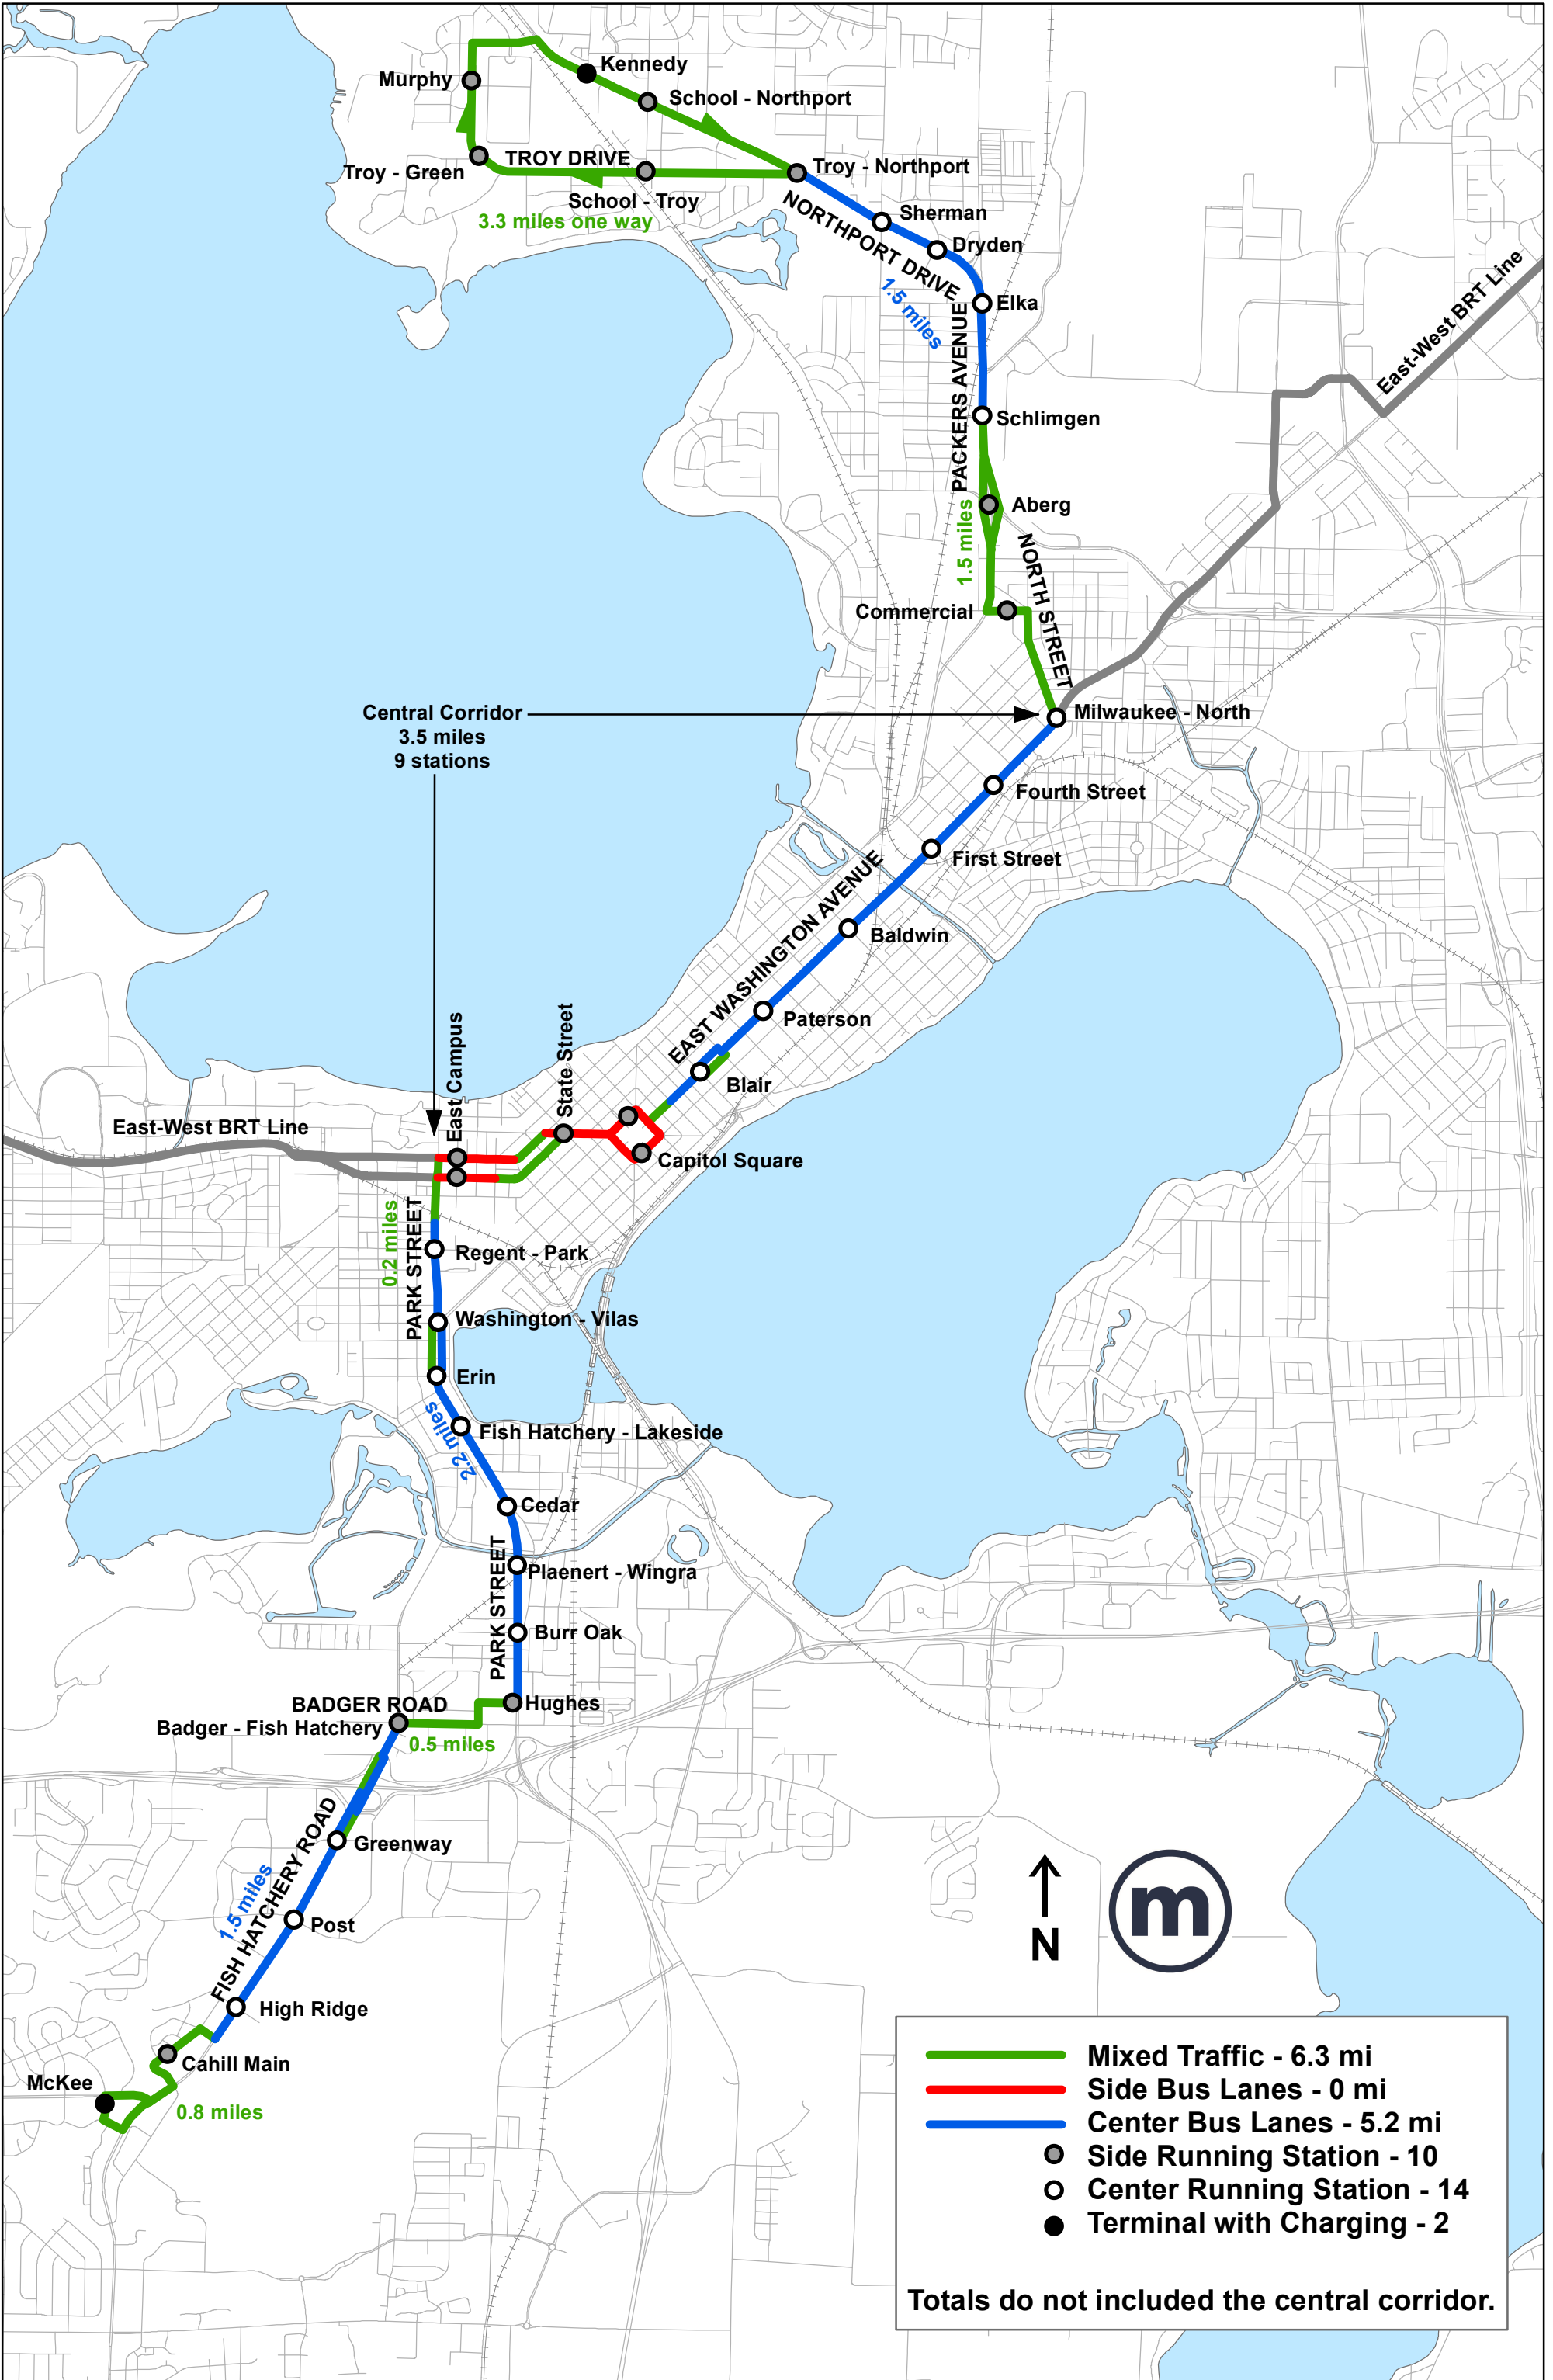 Kennedy
Murphy
School - Northport
TROY DRIVE
Troy - Green
Troy - Northport
School - Troy
3.3 miles one way
NORTHPORT DRIVE
Sherman
Dryden
1.5 miles
Elka
East-West BRT Line
PACKERS AVENUE
Schlimgen
Aberg
1.5 miles
NORTH STREET
Commercial
Central Corridor
3.5 miles
9 stations
Milwaukee - North
Fourth Street
First Street
EAST WASHINGTON AVENUE
Baldwin
Paterson
Blair
East Campus
State Street
East-West BRT Line
Capitol Square
0.2 miles
PARK STREET
Regent - Park
Washington - Vilas
Erin
2.2 miles
Fish Hatchery - Lakeside
Cedar
PARK STREET
Plaenert - Wingra
Burr Oak
BADGER ROAD
Hughes
Badger - Fish Hatchery
0.5 miles
FISH HATCHERY ROAD
Greenway
1.5 miles
Post
High Ridge
Cahill Main
McKee
0.8 miles
N
m
Mixed Traffic - 6.3 mi
Side Bus Lanes - 0 mi
Center Bus Lanes - 5.2 mi
Side Running Station - 10
Center Running Station - 14
Terminal with Charging - 2
Totals do not included the central corridor.